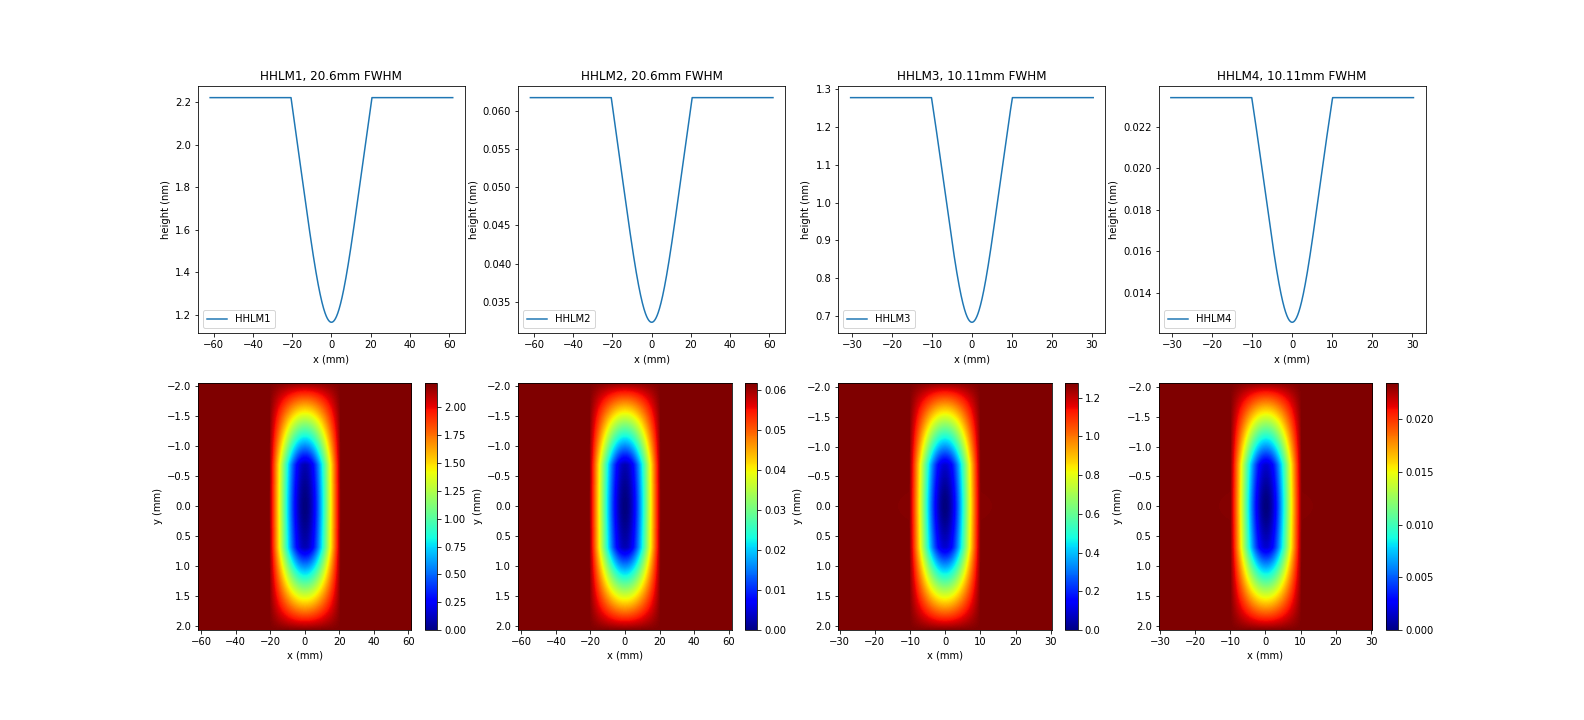 HHLM1, 20.6mm FWHM
2.2
2.0
1.8
1.6
1.4
1.2
height (nm)
HHLM1
−60 −40 −20 0 20 40 60
x (mm)
HHLM2, 20.6mm FWHM
0.060
0.055
0.050
0.045
0.040
0.035
height (nm)
HHLM2
−60 −40 −20 0 20 40 60
x (mm)
HHLM3, 10.11mm FWHM
1.3
1.2
1.1
1.0
0.9
0.8
0.7
height (nm)
HHLM3
−30 −20 −10 0 10 20 30
x (mm)
HHLM4, 10.11mm FWHM
0.022
0.020
0.018
0.016
0.014
height (nm)
HHLM4
−30 −20 −10 0 10 20 30
x (mm)
−2.0
−1.5
−1.0
−0.5
0.0
0.5
1.0
1.5
2.0
y (mm)
−60 −40 −20 0 20 40 60
x (mm)
2.00
1.75
1.50
1.25
1.00
0.75
0.50
0.25
0.00
−2.0
−1.5
−1.0
−0.5
0.0
0.5
1.0
1.5
2.0
y (mm)
−60 −40 −20 0 20 40 60
x (mm)
0.06
0.05
0.04
0.03
0.02
0.01
0.00
−2.0
−1.5
−1.0
−0.5
0.0
0.5
1.0
1.5
2.0
y (mm)
−30 −20 −10 0 10 20 30
x (mm)
1.2
1.0
0.8
0.6
0.4
0.2
0.0
−2.0
−1.5
−1.0
−0.5
0.0
0.5
1.0
1.5
2.0
y (mm)
−30 −20 −10 0 10 20 30
x (mm)
0.020
0.015
0.010
0.005
0.000